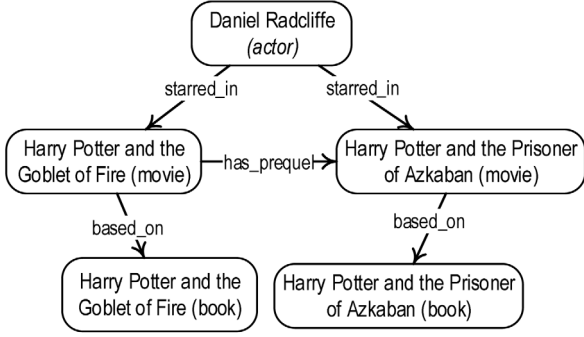 Daniel Radcliffe
(actor)
starred_in
starred_in
Harry Potter and the
Goblet of Fire (movie)
has_prequel
Harry Potter and the Prisoner
of Azkaban (movie)
based_on
based_on
Harry Potter and the
Goblet of Fire (book)
Harry Potter and the Prisoner
of Azkaban (book)